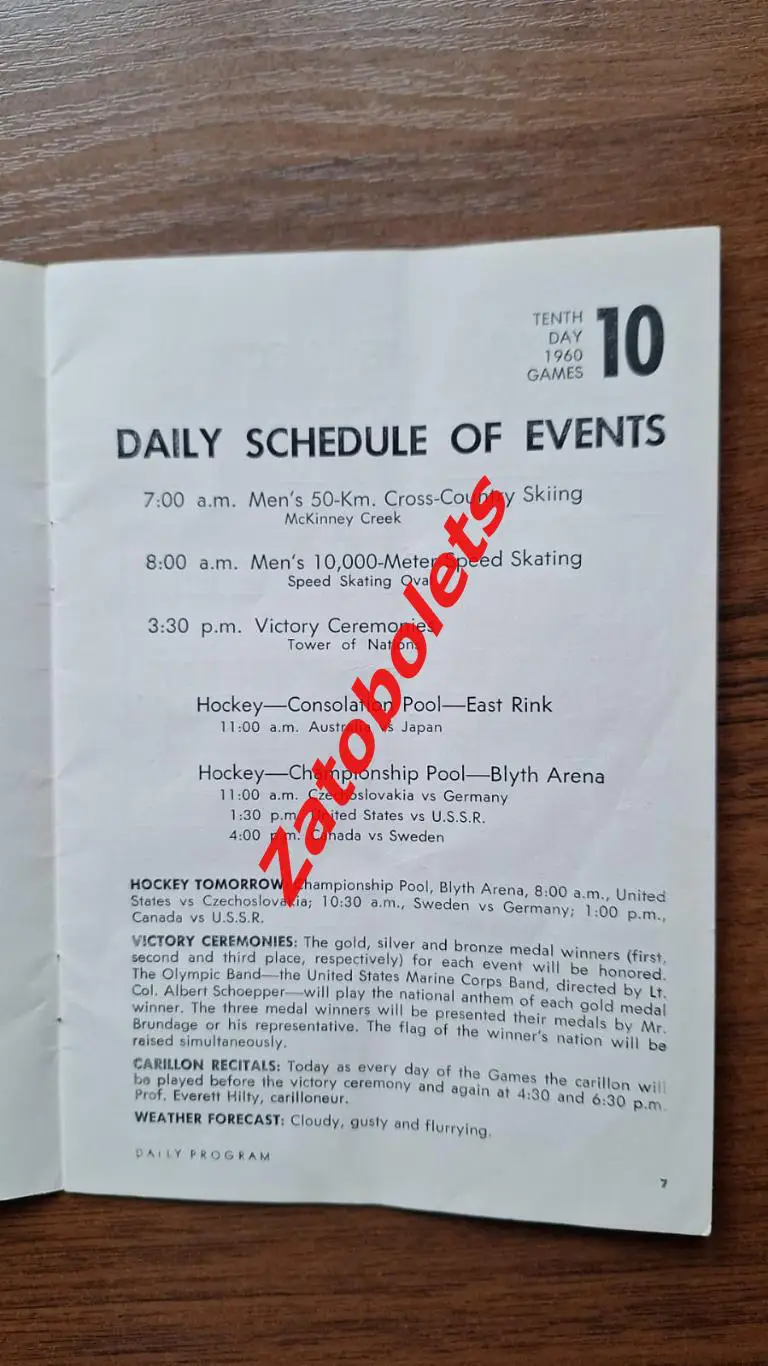 TENTH
DAY
1960
GAMES
10
DAILY SCHEDULE OF EVENTS
7:00 a.m. Men's 50-Km. Cross-Country Skiing
McKinney Creek
8:00 a.m. Men's 10,000-Meter Speed Skating
Speed Skating Oval
3:30 p.m. Victory Ceremonies
Tower of Nations
Hockey—Consolation Pool—East Rink
11:00 a.m. Australia vs Japan
Hockey—Championship Pool—Blyth Arena
11:00 a.m. Czechoslovakia vs Germany
1:30 p.m. United States vs U.S.S.R.
4:00 p.m. Canada vs Sweden
HOCKEY TOMORROW: Championship Pool, Blyth Arena, 8:00 a.m., United
States vs Czechoslovakia; 10:30 a.m., Sweden vs Germany; 1:00 p.m.,
Canada vs U.S.S.R.
VICTORY CEREMONIES: The gold, silver and bronze medal winners (first,
second and third place, respectively) for each event will be honored.
The Olympic Band—the United States Marine Corps Band, directed by Lt.
Col. Albert Schoepper—will play the national anthem of each gold medal
winner. The three medal winners will be presented their medals by Mr.
Brundage or his representative. The flag of the winner's nation will be
raised simultaneously.
CARILLON RECITALS: Today as every day of the Games the carillon will
be played before the victory ceremony and again at 4:30 and 6:30 p.m.
Prof. Everett Hilty, carilloneur.
WEATHER FORECAST: Cloudy, gusty and flurrying.
DAILY PROGRAM
7
Zatobolets